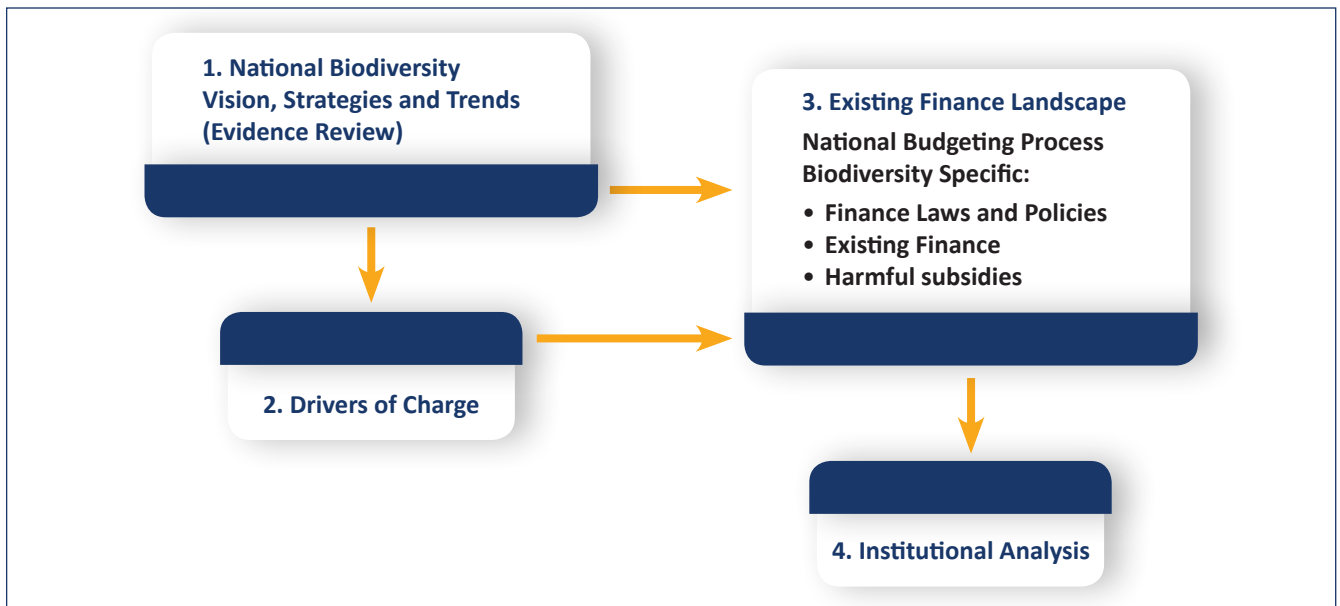 1. National Biodiversity
Vision, Strategies and Trends
(Evidence Review)
2. Drivers of Charge
3. Existing Finance Landscape
National Budgeting Process
Biodiversity Specific:
• Finance Laws and Policies
• Existing Finance
• Harmful subsidies
4. Institutional Analysis